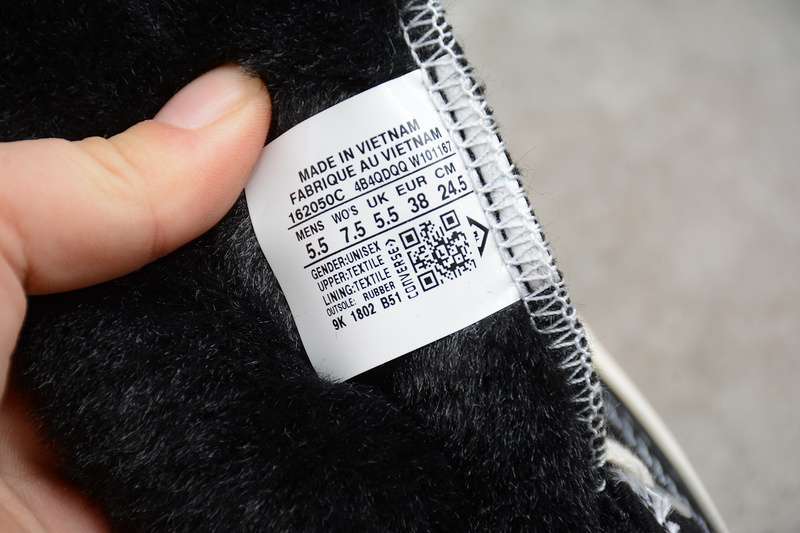 MADE IN VIETNAM
FABRIQUE AU VIETNAM
162050C 4B4QDQQ W101167
MENS WO'S UK EUR CM
5.5 7.5 5.5 38 24.5
GENDER:UNISEX
UPPER:TEXTILE
LINING:TEXTILE
OUTSOLE: RUBBER
9K 1802 B51
CONVERSE